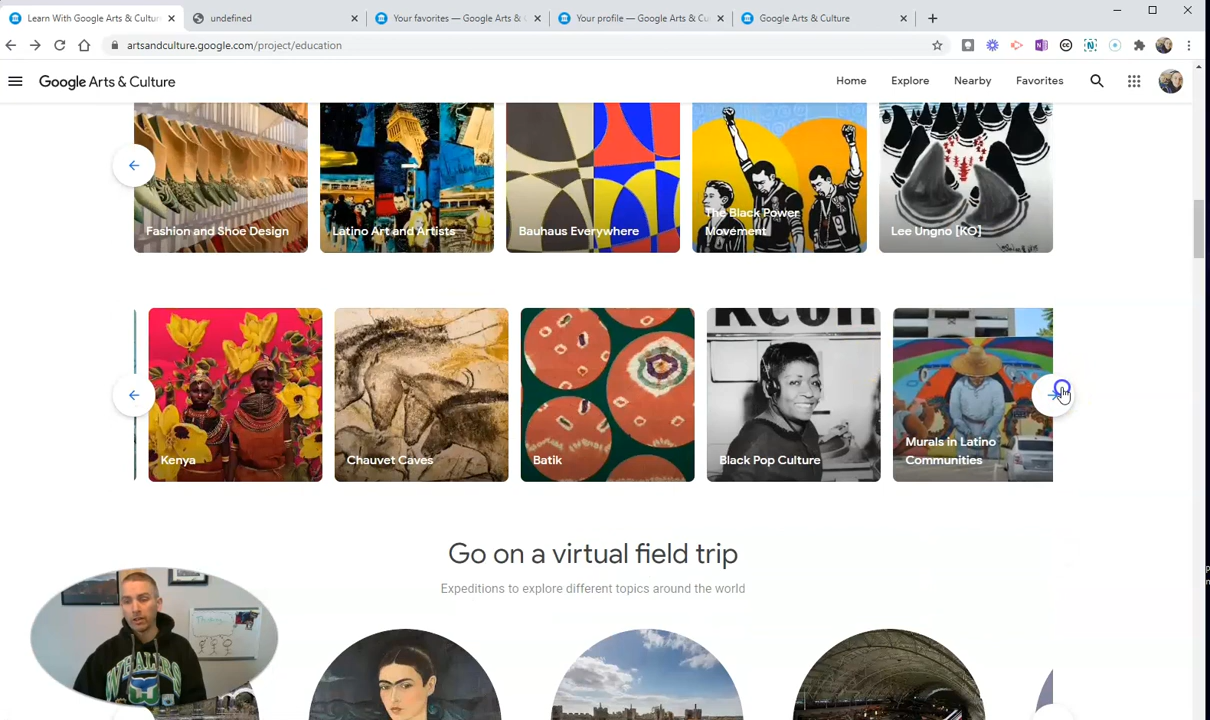 Learn With Google Arts & Cultur
undefined
Your favorites — Google Arts &
Your profile — Google Arts & Cu
Google Arts & Culture
artsandculture.google.com/project/education
Google Arts & Culture
Home
Explore
Nearby
Favorites
Fashion and Shoe Design
Latino Art and Artists
Bauhaus Everywhere
The Black Power
Movement
Lee Ungno [KO]
Kenya
Chauvet Caves
Batik
Black Pop Culture
Murals in Latino
Communities
Go on a virtual field trip
Expeditions to explore different topics around the world
WHALERS